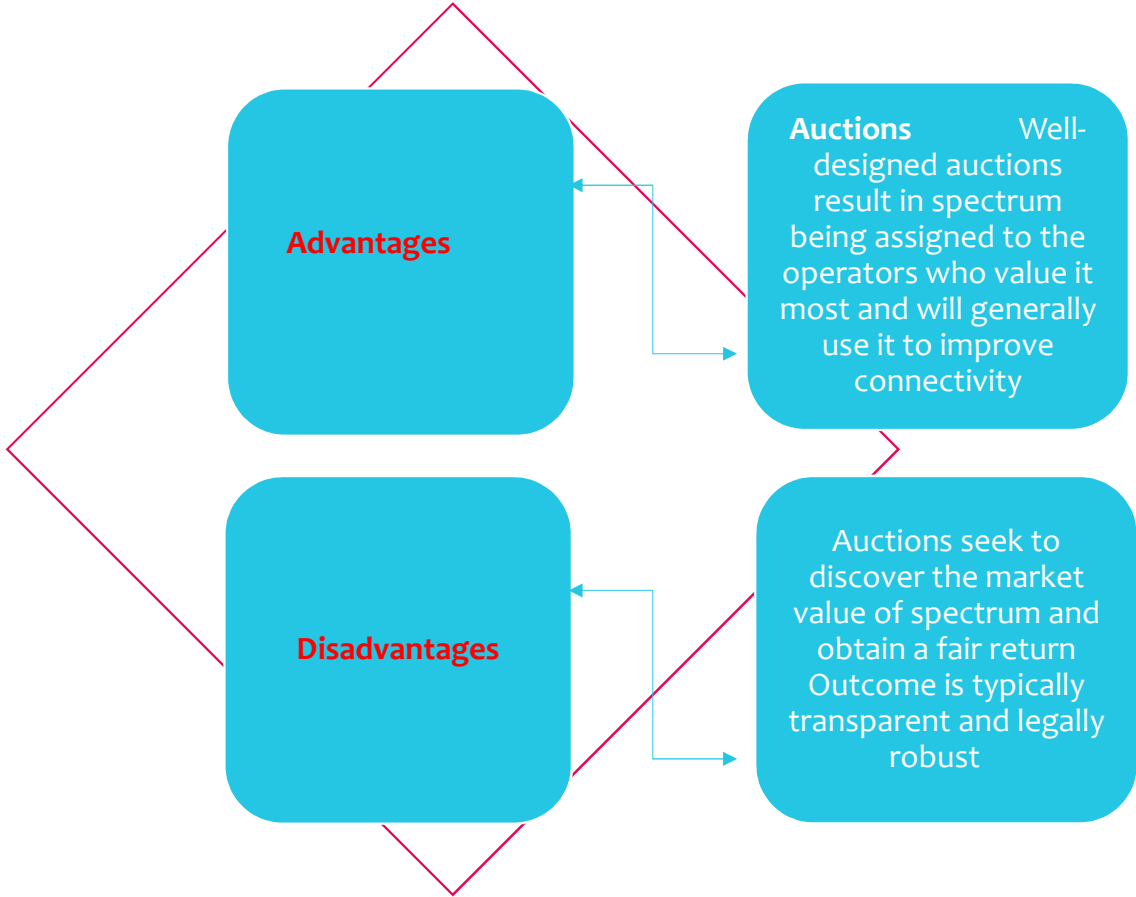 Advantages
Auctions Well-
designed auctions
result in spectrum
being assigned to the
operators who value it
most and will generally
use it to improve
connectivity
Disadvantages
Auctions seek to
discover the market
value of spectrum and
obtain a fair return
Outcome is typically
transparent and legally
robust